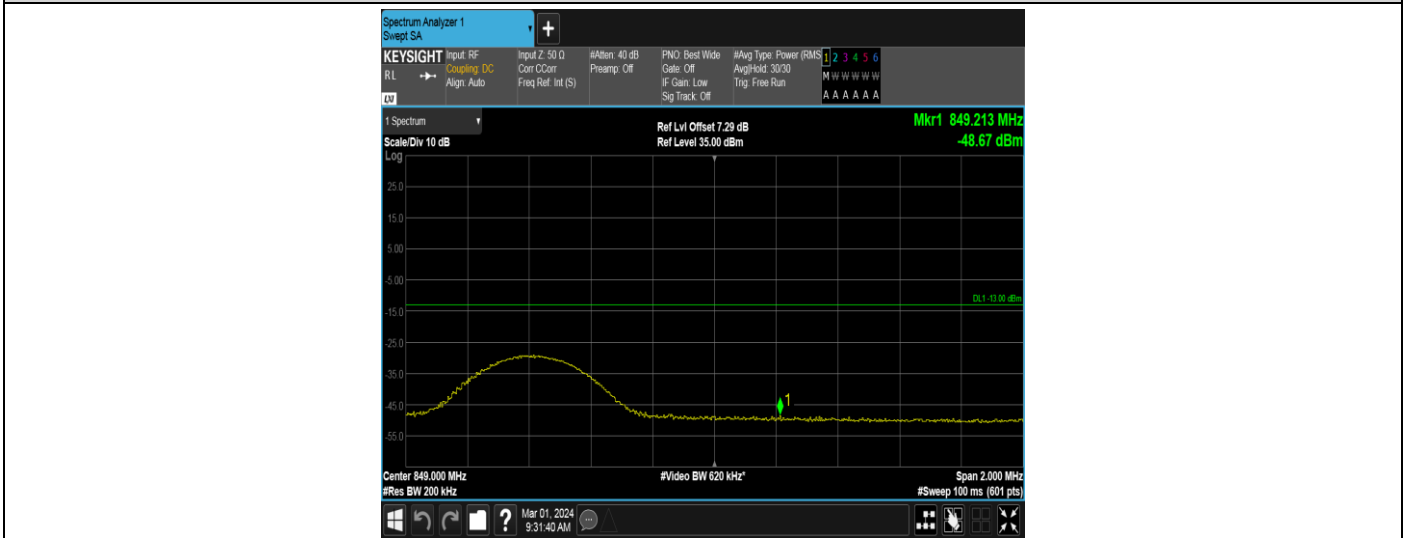 Spectrum Analyzer 1
Swept SA
+
KEYSIGHT
RL
LXI
Input: RF
Coupling: DC
Align: Auto
Input Z: 50 Ω
Corr CCorr
Freq Ref: Int (S)
#Atten: 40 dB
Preamp: Off
PNO: Best Wide
Gate: Off
IF Gain: Low
Sig Track: Off
#Avg Type: Power (RMS
Avg|Hold: 30/30
Trig: Free Run
1 2 3 4 5 6
M W W W W W
A A A A A A
1 Spectrum
Scale/Div 10 dB
Ref Lvl Offset 7.29 dB
Ref Level 35.00 dBm
Mkr1 849.213 MHz
-48.67 dBm
Log
25.0
15.0
5.00
-5.00
DL1 -13.00 dBm
-15.0
-25.0
-35.0
-45.0
1
-55.0
Center 849.000 MHz
#Video BW 620 kHz*
Span 2.000 MHz
#Res BW 200 kHz
#Sweep 100 ms (601 pts)
?
Mar 01, 2024
9:31:40 AM